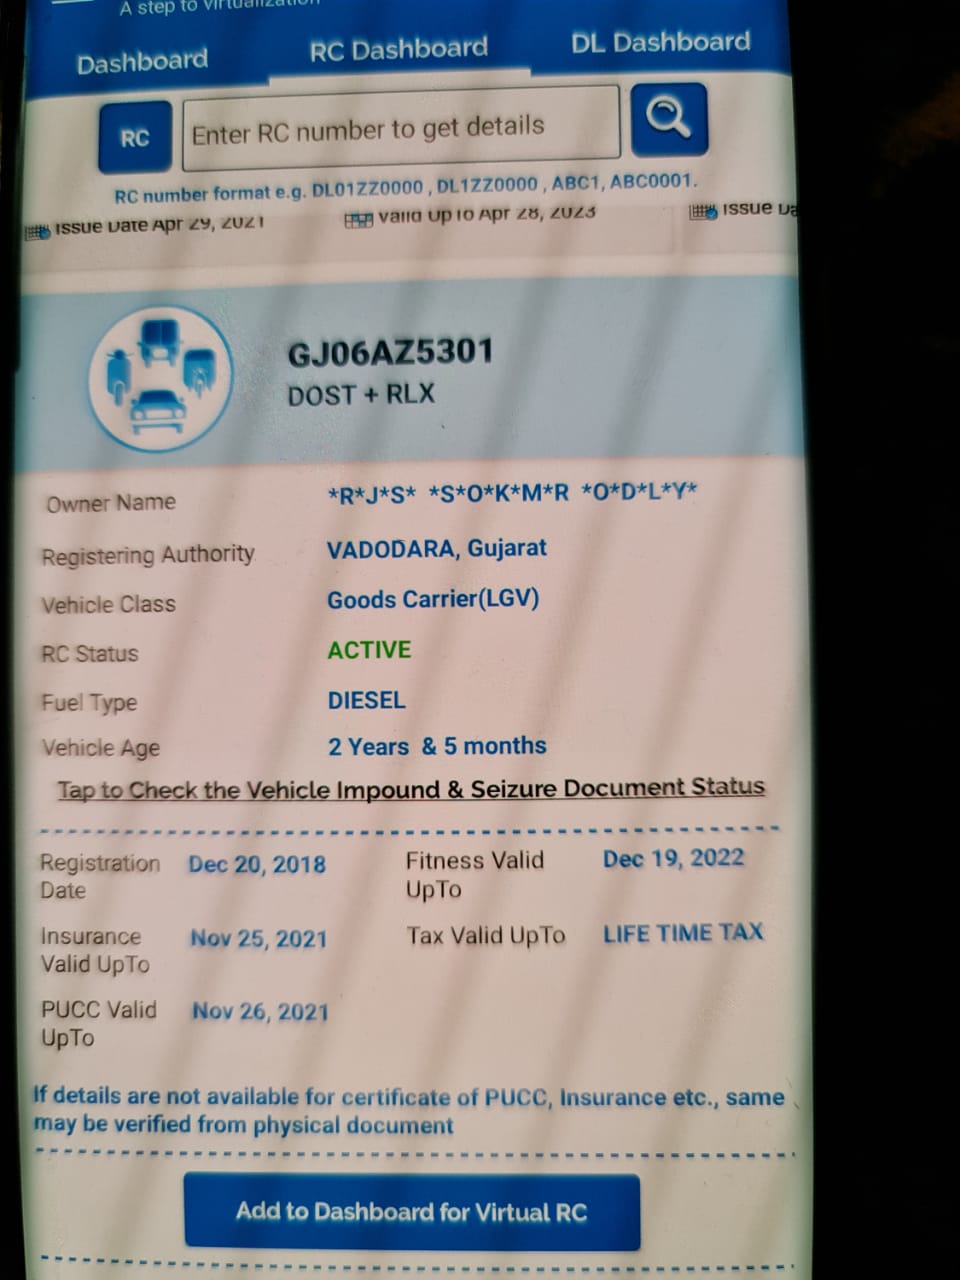 A step to virtualization
Dashboard RC Dashboard DL Dashboard
RC Enter RC number to get details
RC number format e.g. DL01ZZ0000 , DL1ZZ0000 , ABC1, ABC0001.
Issue Date Apr 29, 2021 Valid UpTo Apr 28, 2023 Issue Da
GJ06AZ5301
DOST + RLX
Owner Name *R*J*S* *S*O*K*M*R *O*D*L*Y*
Registering Authority VADODARA, Gujarat
Vehicle Class Goods Carrier(LGV)
RC Status ACTIVE
Fuel Type DIESEL
Vehicle Age 2 Years & 5 months
Tap to Check the Vehicle Impound & Seizure Document Status
Registration Date Dec 20, 2018 Fitness Valid UpTo Dec 19, 2022
Insurance Valid UpTo Nov 25, 2021 Tax Valid UpTo LIFE TIME TAX
PUCC Valid UpTo Nov 26, 2021
If details are not available for certificate of PUCC, Insurance etc., same
may be verified from physical document
Add to Dashboard for Virtual RC